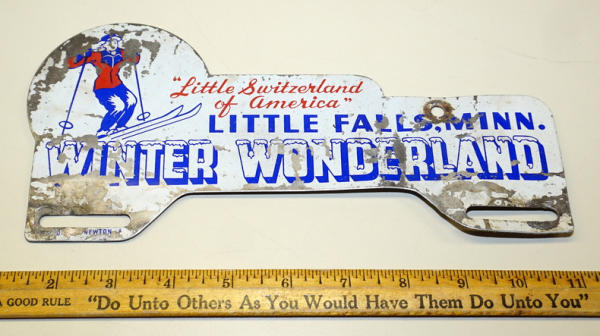 "Little Switzerland
of America"
LITTLE FALLS, MINN.
WINTER WONDERLAND
NEWTON
2 3 4 5 6 7 8 9 10 11
A GOOD RULE "Do Unto Others As You Would Have Them Do Unto You"